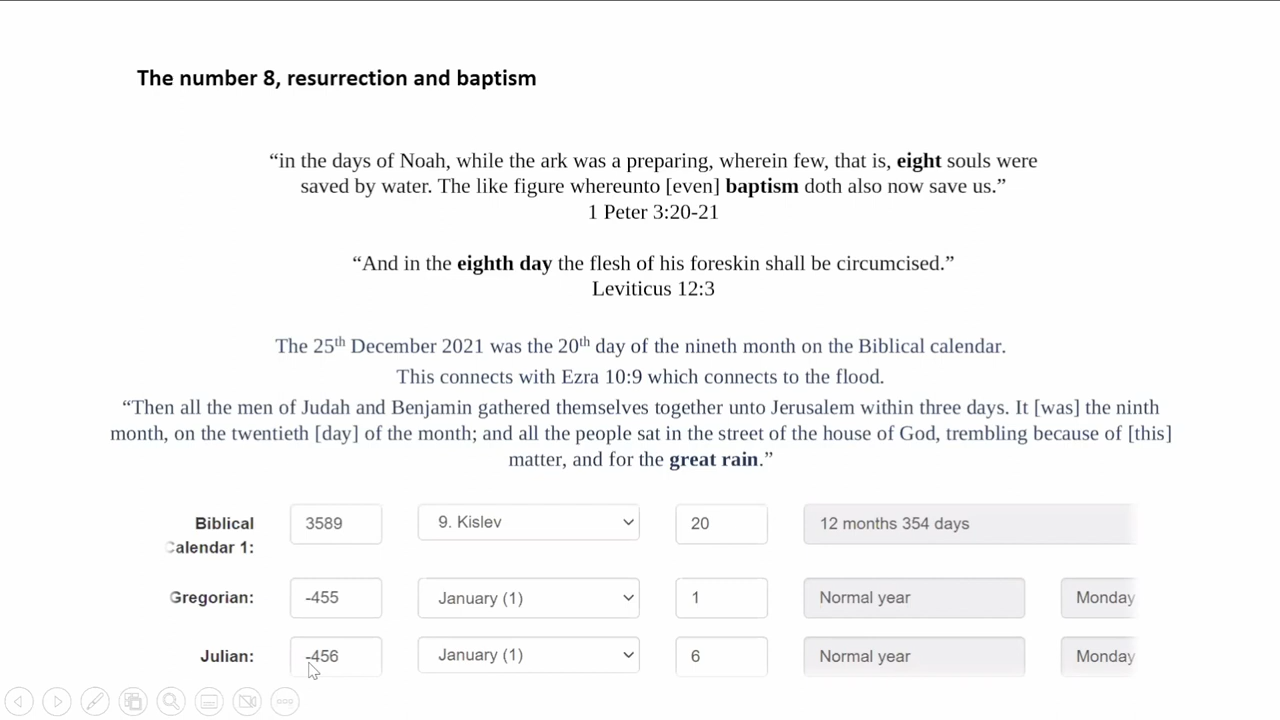 The number 8, resurrection and baptism
“in the days of Noah, while the ark was a preparing, wherein few, that is, eight souls were
saved by water. The like figure whereunto [even] baptism doth also now save us.”
1 Peter 3:20-21
“And in the eighth day the flesh of his foreskin shall be circumcised.”
Leviticus 12:3
The 25th December 2021 was the 20th day of the nineth month on the Biblical calendar.
This connects with Ezra 10:9 which connects to the flood.
“Then all the men of Judah and Benjamin gathered themselves together unto Jerusalem within three days. It [was] the ninth
month, on the twentieth [day] of the month; and all the people sat in the street of the house of God, trembling because of [this]
matter, and for the great rain.”
Biblical Calendar 1: 3589 9. Kislev 20 12 months 354 days
Gregorian: -455 January (1) 1 Normal year Monday
Julian: -456 January (1) 6 Normal year Monday